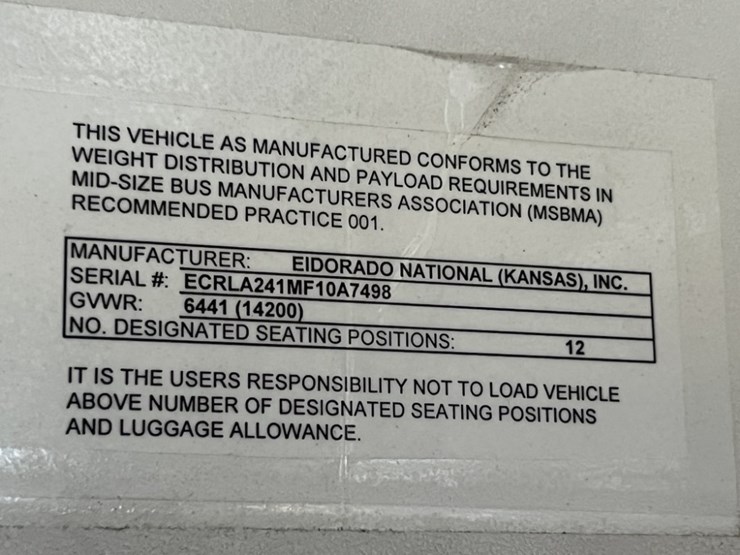 THIS VEHICLE AS MANUFACTURED CONFORMS TO THE
WEIGHT DISTRIBUTION AND PAYLOAD REQUIREMENTS IN
MID-SIZE BUS MANUFACTURERS ASSOCIATION (MSBMA)
RECOMMENDED PRACTICE 001.
MANUFACTURER: EIDORADO NATIONAL (KANSAS), INC.
SERIAL #: ECRLA241MF10A7498
GVWR: 6441 (14200)
NO. DESIGNATED SEATING POSITIONS: 12
IT IS THE USERS RESPONSIBILITY NOT TO LOAD VEHICLE
ABOVE NUMBER OF DESIGNATED SEATING POSITIONS
AND LUGGAGE ALLOWANCE.